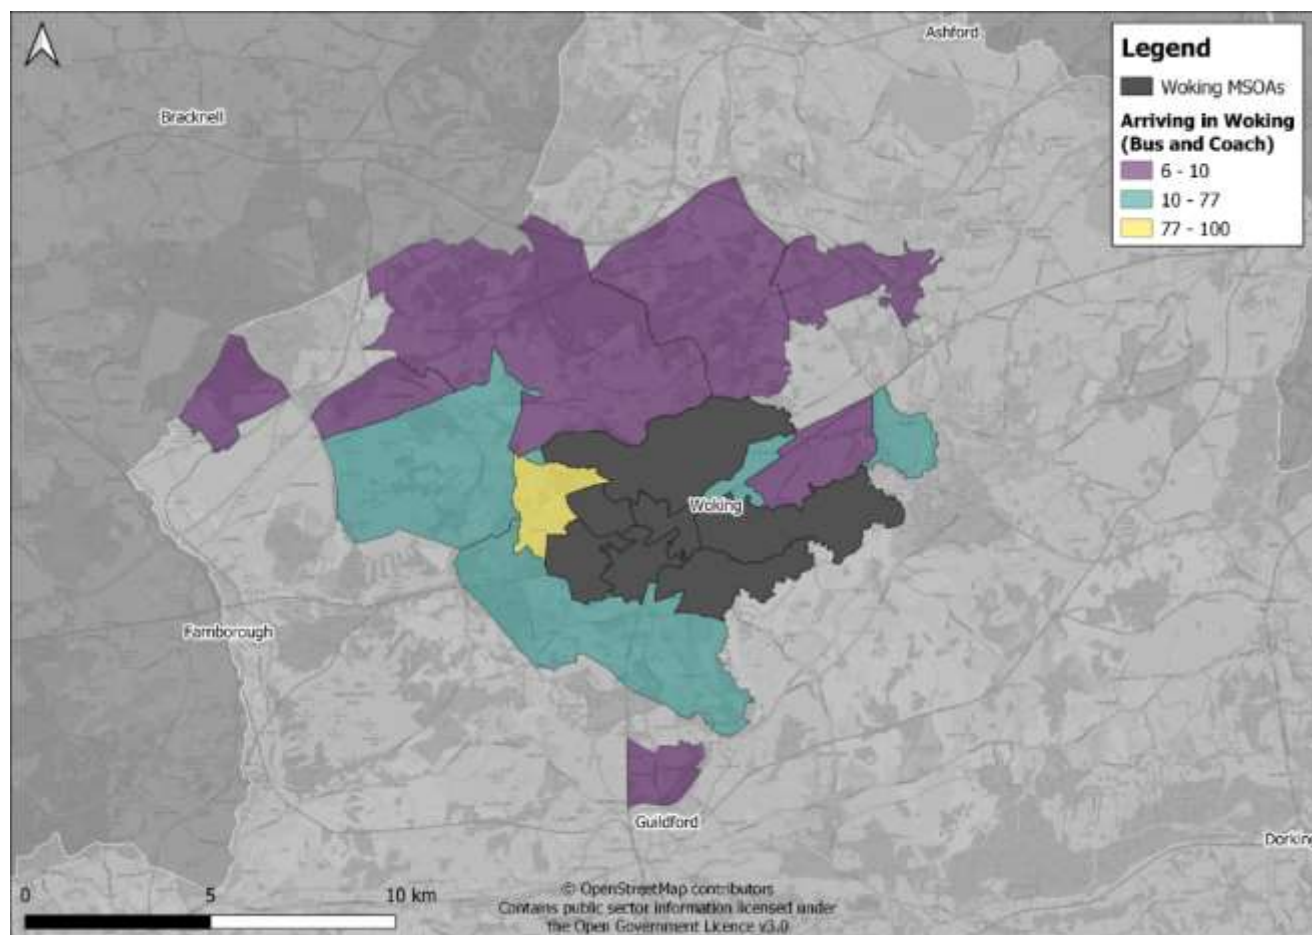 Ashford
Bracknell
Legend
Woking MSOAs
Arriving in Woking
(Bus and Coach)
6 - 10
10 - 77
77 - 100
Woking
Farnborough
Guildford
Dorking
0 5 10 km
© OpenStreetMap contributors
Contains public sector information licensed under
the Open Government Licence v3.0